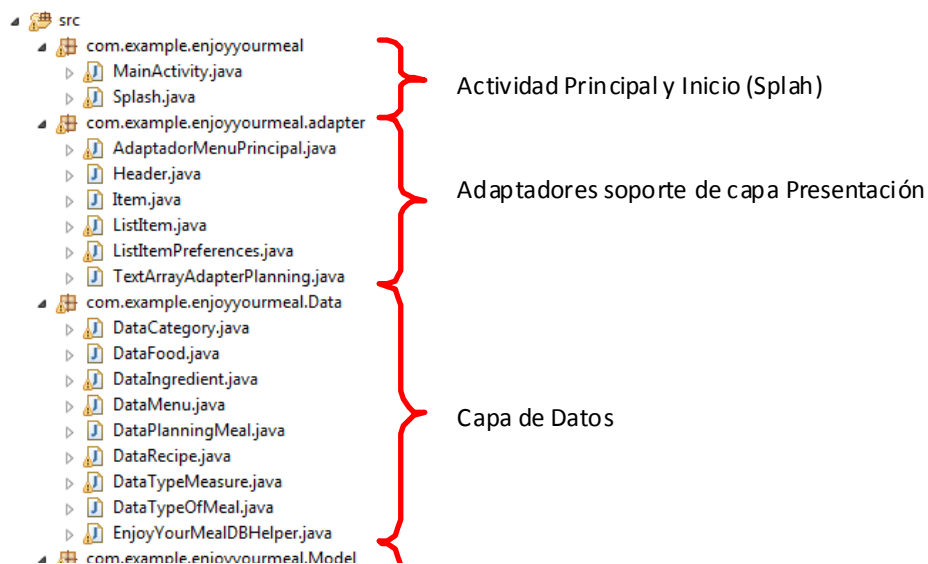 src
com.example.enjoyyourmeal
MainActivity.java
Splash.java
Actividad Principal y Inicio (Splah)
com.example.enjoyyourmeal.adapter
AdaptadorMenuPrincipal.java
Header.java
Item.java
ListItem.java
ListItemPreferences.java
TextArrayAdapterPlanning.java
Adaptadores soporte de capa Presentación
com.example.enjoyyourmeal.Data
DataCategory.java
DataFood.java
DataIngredient.java
DataMenu.java
DataPlanningMeal.java
DataRecipe.java
DataTypeMeasure.java
DataTypeOfMeal.java
EnjoyYourMealDBHelper.java
Capa de Datos
com.example.enjoyyourmeal.Model